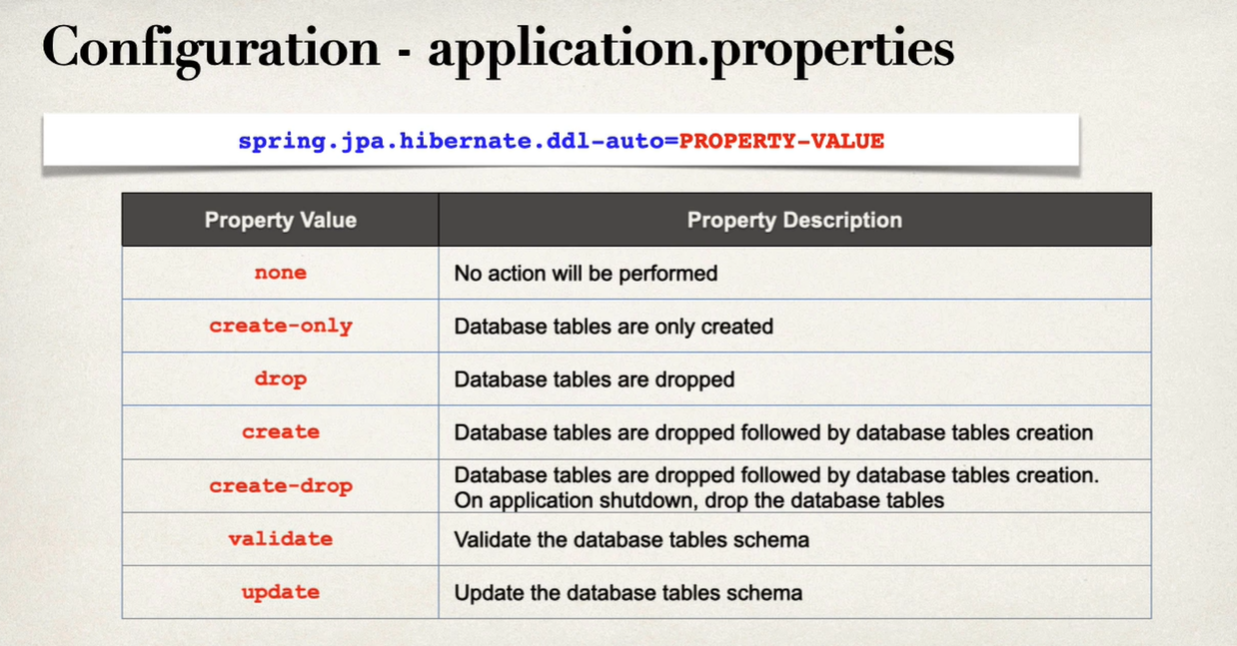 Configuration - application.properties
spring.jpa.hibernate.ddl-auto=PROPERTY-VALUE
Property Value Property Description
none No action will be performed
create-only Database tables are only created
drop Database tables are dropped
create Database tables are dropped followed by database tables creation
create-drop Database tables are dropped followed by database tables creation.
On application shutdown, drop the database tables
validate Validate the database tables schema
update Update the database tables schema